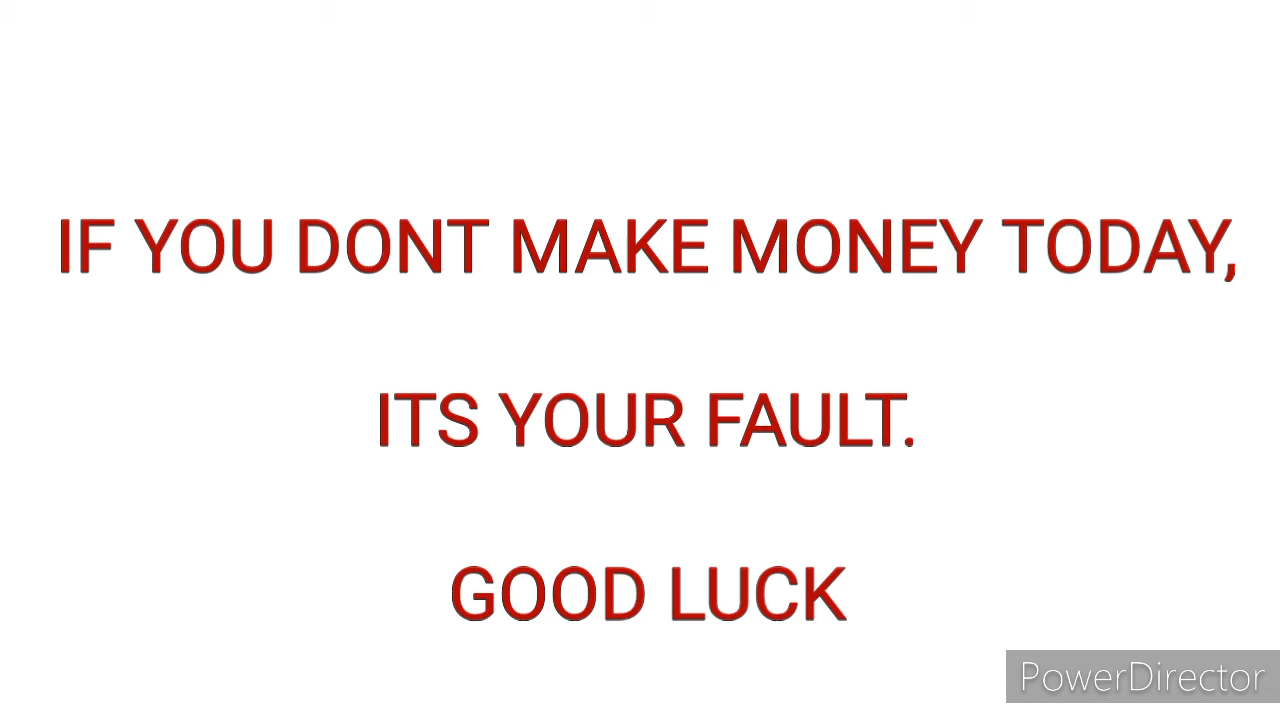 IF YOU DONT MAKE MONEY TODAY,
ITS YOUR FAULT.
GOOD LUCK
PowerDirector